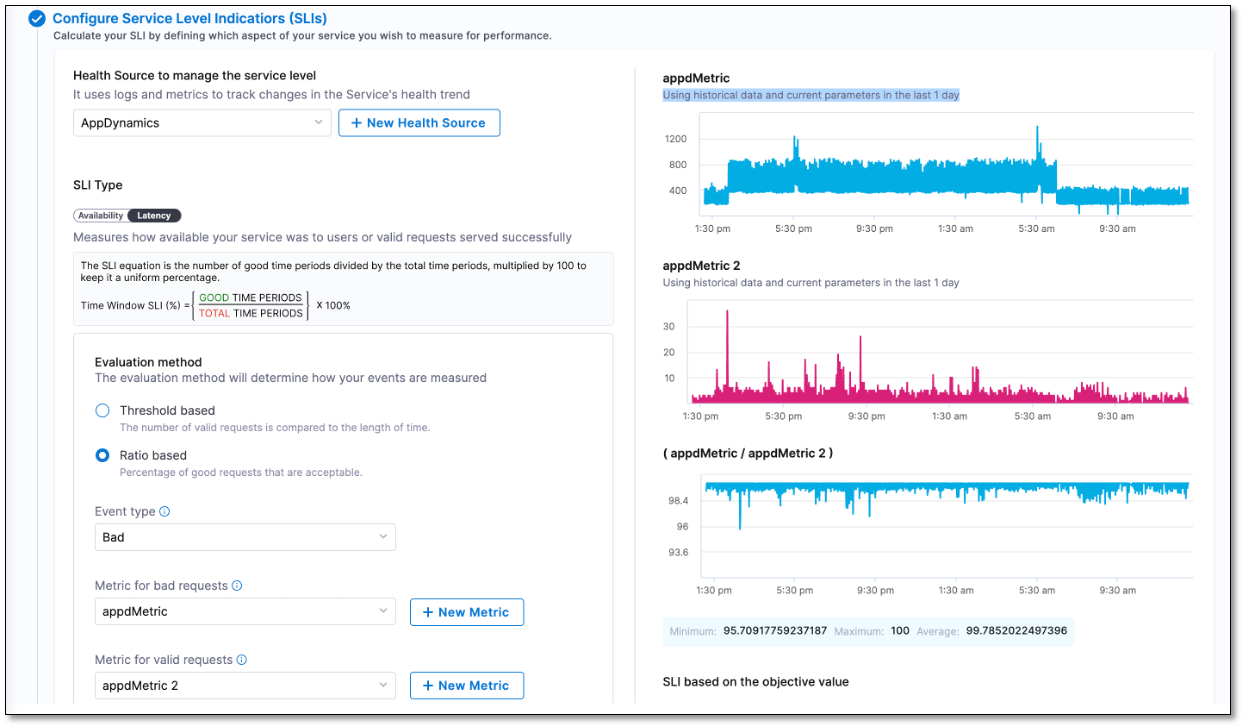 Configure Service Level Indicatiors (SLIs)
Calculate your SLI by defining which aspect of your service you wish to measure for performance.
Health Source to manage the service level
It uses logs and metrics to track changes in the Service's health trend
AppDynamics
+ New Health Source
SLI Type
Availability Latency
Measures how available your service was to users or valid requests served successfully
The SLI equation is the number of good time periods divided by the total time periods, multiplied by 100 to
keep it a uniform percentage.
GOOD TIME PERIODS
Time Window SLI (%) = X 100%
TOTAL TIME PERIODS
Evaluation method
The evaluation method will determine how your events are measured
Threshold based
The number of valid requests is compared to the length of time.
Ratio based
Percentage of good requests that are acceptable.
Event type
Bad
Metric for bad requests
appdMetric
+ New Metric
Metric for valid requests
appdMetric 2
+ New Metric
appdMetric
Using historical data and current parameters in the last 1 day
1200
800
400
1:30 pm 5:30 pm 9:30 pm 1:30 am 5:30 am 9:30 am
appdMetric 2
Using historical data and current parameters in the last 1 day
30
20
10
1:30 pm 5:30 pm 9:30 pm 1:30 am 5:30 am 9:30 am
( appdMetric / appdMetric 2 )
98.4
96
93.6
1:30 pm 5:30 pm 9:30 pm 1:30 am 5:30 am 9:30 am
Minimum: 95.70917759237187 Maximum: 100 Average: 99.7852022497396
SLI based on the objective value